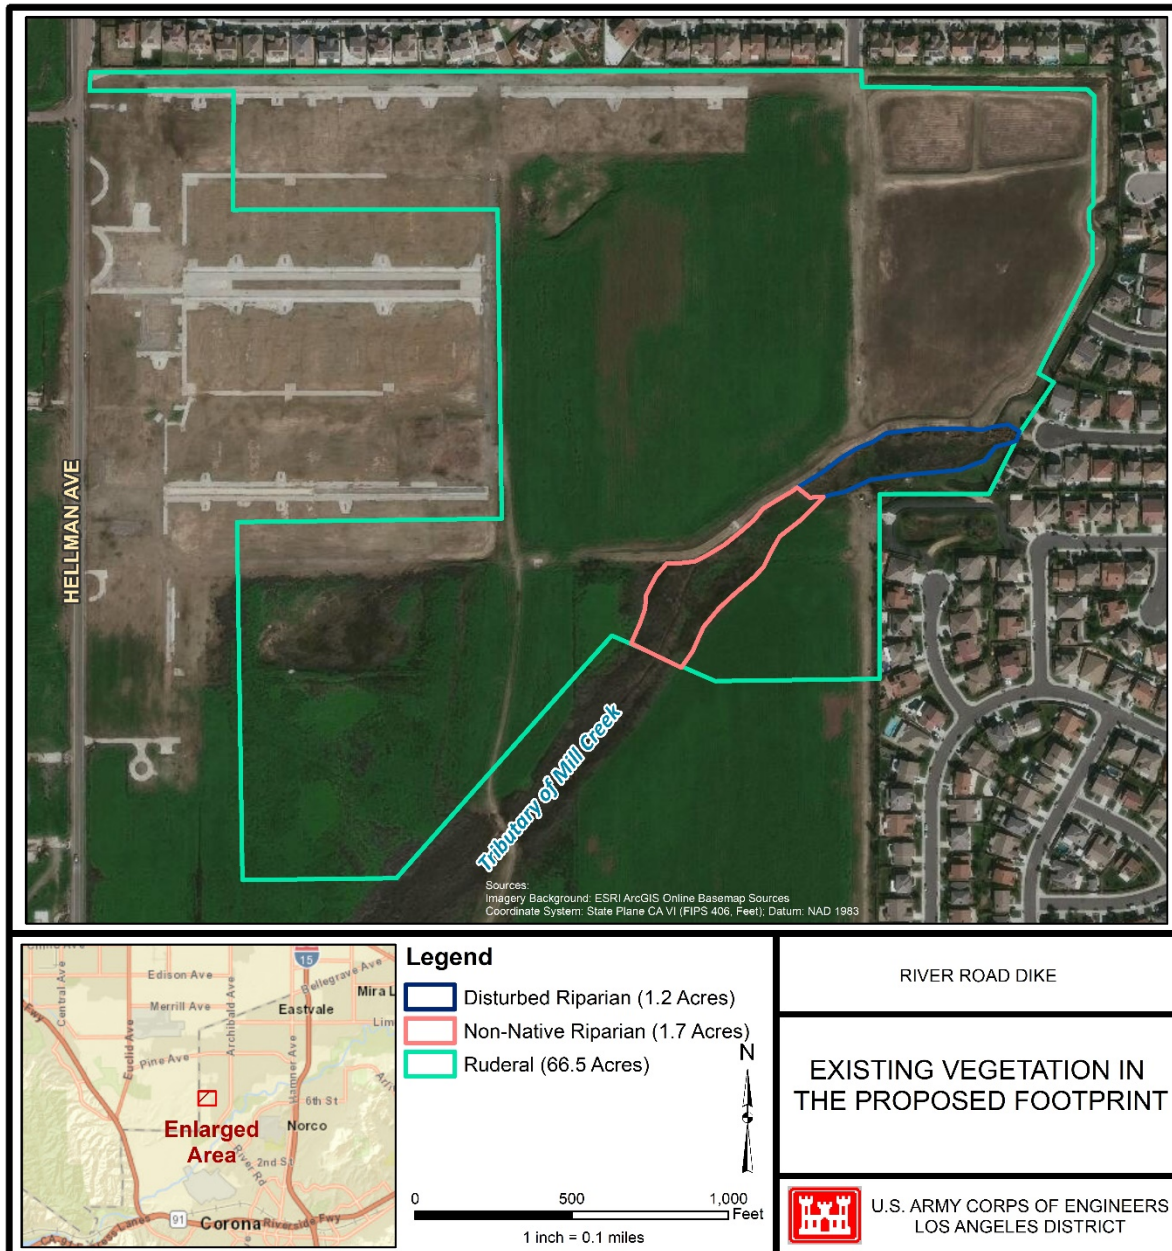 HELLMAN AVE
Tributary of Mill Creek
Sources:
Imagery Background: ESRI ArcGIS Online Basemap Sources
Coordinate System: State Plane CA VI (FIPS 406, Feet); Datum: NAD 1983
Central Ave
Edison Ave
15
Bellegrave Ave
Merrill Ave
Euclid Ave
Archibald Ave
Eastvale
Mira L
Lim
Fwy
Pine Ave
Hamner Ave
6th St
Norco
Enlarged
Area
River Rd
2nd St
91
Corona
Riverside Fwy
Legend
Disturbed Riparian (1.2 Acres)
Non-Native Riparian (1.7 Acres)
Ruderal (66.5 Acres)
N
0 500 1,000
Feet
1 inch = 0.1 miles
RIVER ROAD DIKE
EXISTING VEGETATION IN
THE PROPOSED FOOTPRINT
U.S. ARMY CORPS OF ENGINEERS
LOS ANGELES DISTRICT